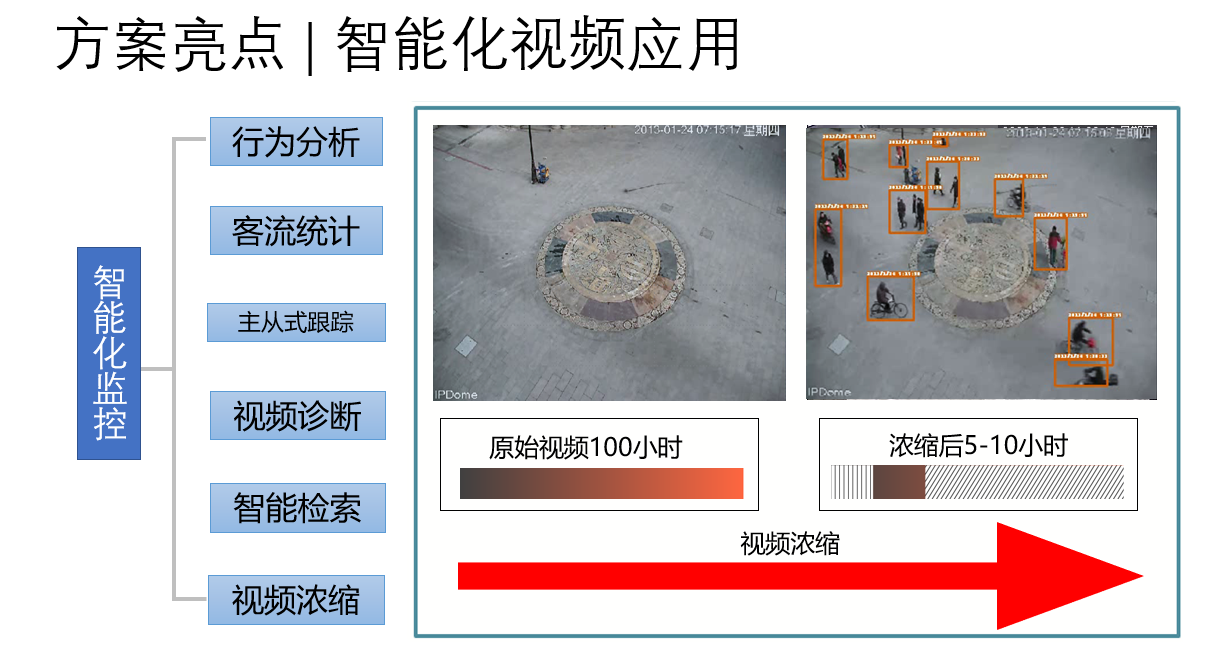 方案亮点 | 智能化视频应用
智能化监控
行为分析
客流统计
主从式跟踪
视频诊断
智能检索
视频浓缩
2013-01-24 07:15:17 星期四
IPDome
IPDome
原始视频100小时
浓缩后5-10小时
视频浓缩